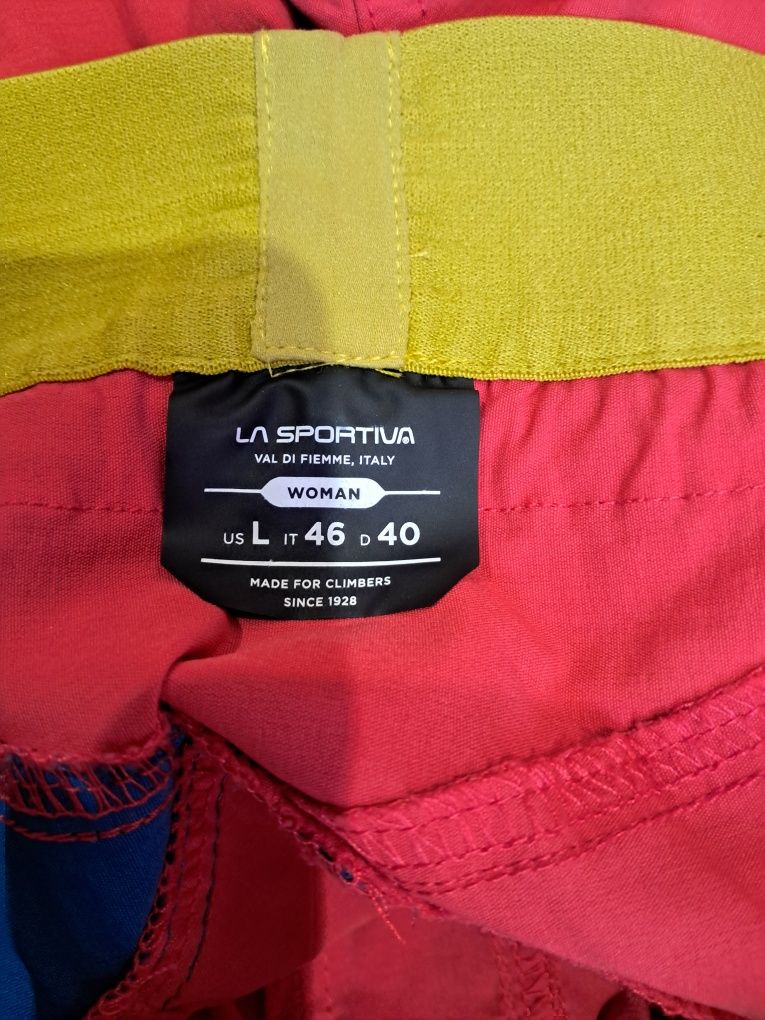 LA SPORTIVA
VAL DI FIEMME, ITALY
WOMAN
US L IT 46 D 40
MADE FOR CLIMBERS
SINCE 1928